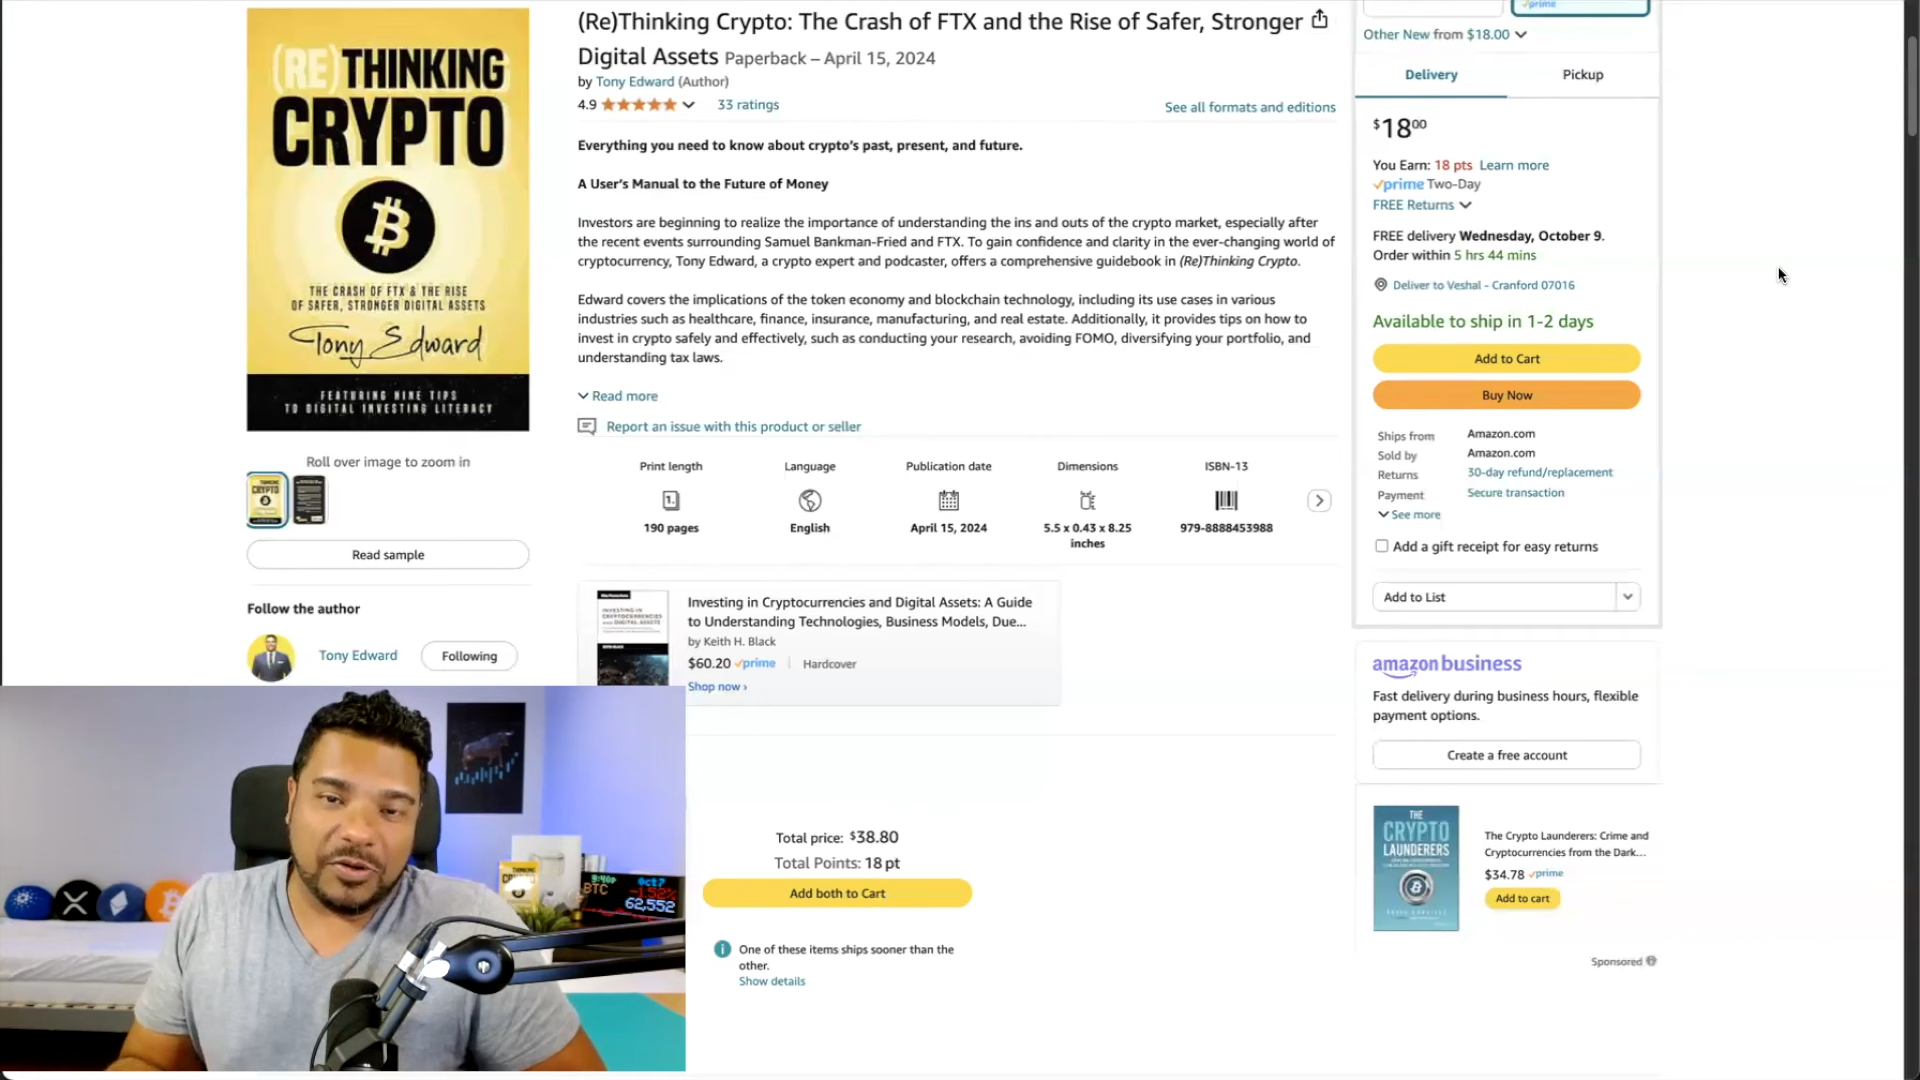 (RE)THINKING
CRYPTO
THE CRASH OF FTX & THE RISE
OF SAFER, STRONGER DIGITAL ASSETS
Tony Edward
FEATURING NINE TIPS
TO DIGITAL INVESTING LITERACY
Roll over image to zoom in
Read sample
Follow the author
Tony Edward
Following
(Re)Thinking Crypto: The Crash of FTX and the Rise of Safer, Stronger
Digital Assets Paperback – April 15, 2024
by Tony Edward (Author)
4.9 33 ratings
See all formats and editions
Everything you need to know about crypto's past, present, and future.
A User's Manual to the Future of Money
Investors are beginning to realize the importance of understanding the ins and outs of the crypto market, especially after
the recent events surrounding Samuel Bankman-Fried and FTX. To gain confidence and clarity in the ever-changing world of
cryptocurrency, Tony Edward, a crypto expert and podcaster, offers a comprehensive guidebook in (Re)Thinking Crypto.
Edward covers the implications of the token economy and blockchain technology, including its use cases in various
industries such as healthcare, finance, insurance, manufacturing, and real estate. Additionally, it provides tips on how to
invest in crypto safely and effectively, such as conducting your research, avoiding FOMO, diversifying your portfolio, and
understanding tax laws.
Read more
Report an issue with this product or seller
Print length
190 pages
Language
English
Publication date
April 15, 2024
Dimensions
5.5 x 0.43 x 8.25
inches
ISBN-13
979-8888453988
INVESTING IN
CRYPTOCURRENCIES
AND DIGITAL ASSETS
Investing in Cryptocurrencies and Digital Assets: A Guide
to Understanding Technologies, Business Models, Due...
by Keith H. Black
$60.20 prime Hardcover
Shop now ›
Total price: $38.80
Total Points: 18 pt
Add both to Cart
One of these items ships sooner than the
other.
Show details
prime
Other New from $18.00
Delivery
Pickup
$18 00
You Earn: 18 pts Learn more
prime Two-Day
FREE Returns
FREE delivery Wednesday, October 9.
Order within 5 hrs 44 mins
Deliver to Veshal - Cranford 07016
Available to ship in 1-2 days
Add to Cart
Buy Now
Ships from Amazon.com
Sold by Amazon.com
Returns 30-day refund/replacement
Payment Secure transaction
See more
Add a gift receipt for easy returns
Add to List
amazon business
Fast delivery during business hours, flexible
payment options.
Create a free account
THE
CRYPTO
LAUNDERERS
The Crypto Launderers: Crime and
Cryptocurrencies from the Dark...
$34.78 prime
Add to cart
Sponsored
THINKING
CRYPTO
9:40p Oct7
BTC -1.52%
62,552